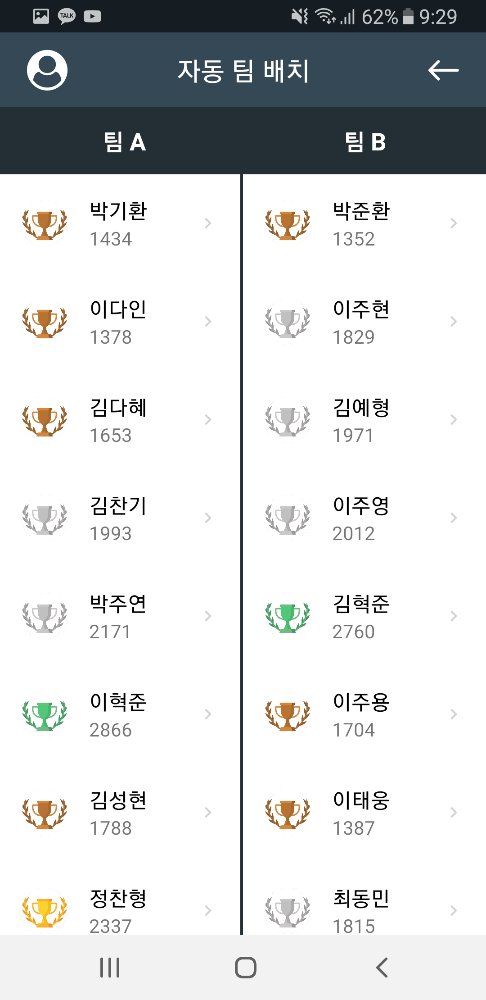 TALK 62% 9:29
자동 팀 배치
팀 A 팀 B
박기환
1434
박준환
1352
이다인
1378
이주현
1829
김다혜
1653
김예형
1971
김찬기
1993
이주영
2012
박주연
2171
김혁준
2760
이혁준
2866
이주용
1704
김성현
1788
이태웅
1387
정찬형
2337
최동민
1815